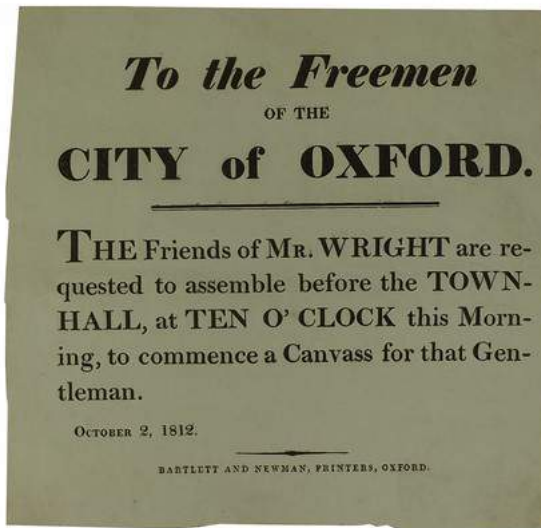 To the Freemen
OF THE
CITY of OXFORD.
THE Friends of MR. WRIGHT are re-
quested to assemble before the TOWN-
HALL, at TEN O' CLOCK this Morn-
ing, to commence a Canvass for that Gen-
tleman.
OCTOBER 2, 1812.
BARTLETT AND NEWMAN, PRINTERS, OXFORD.